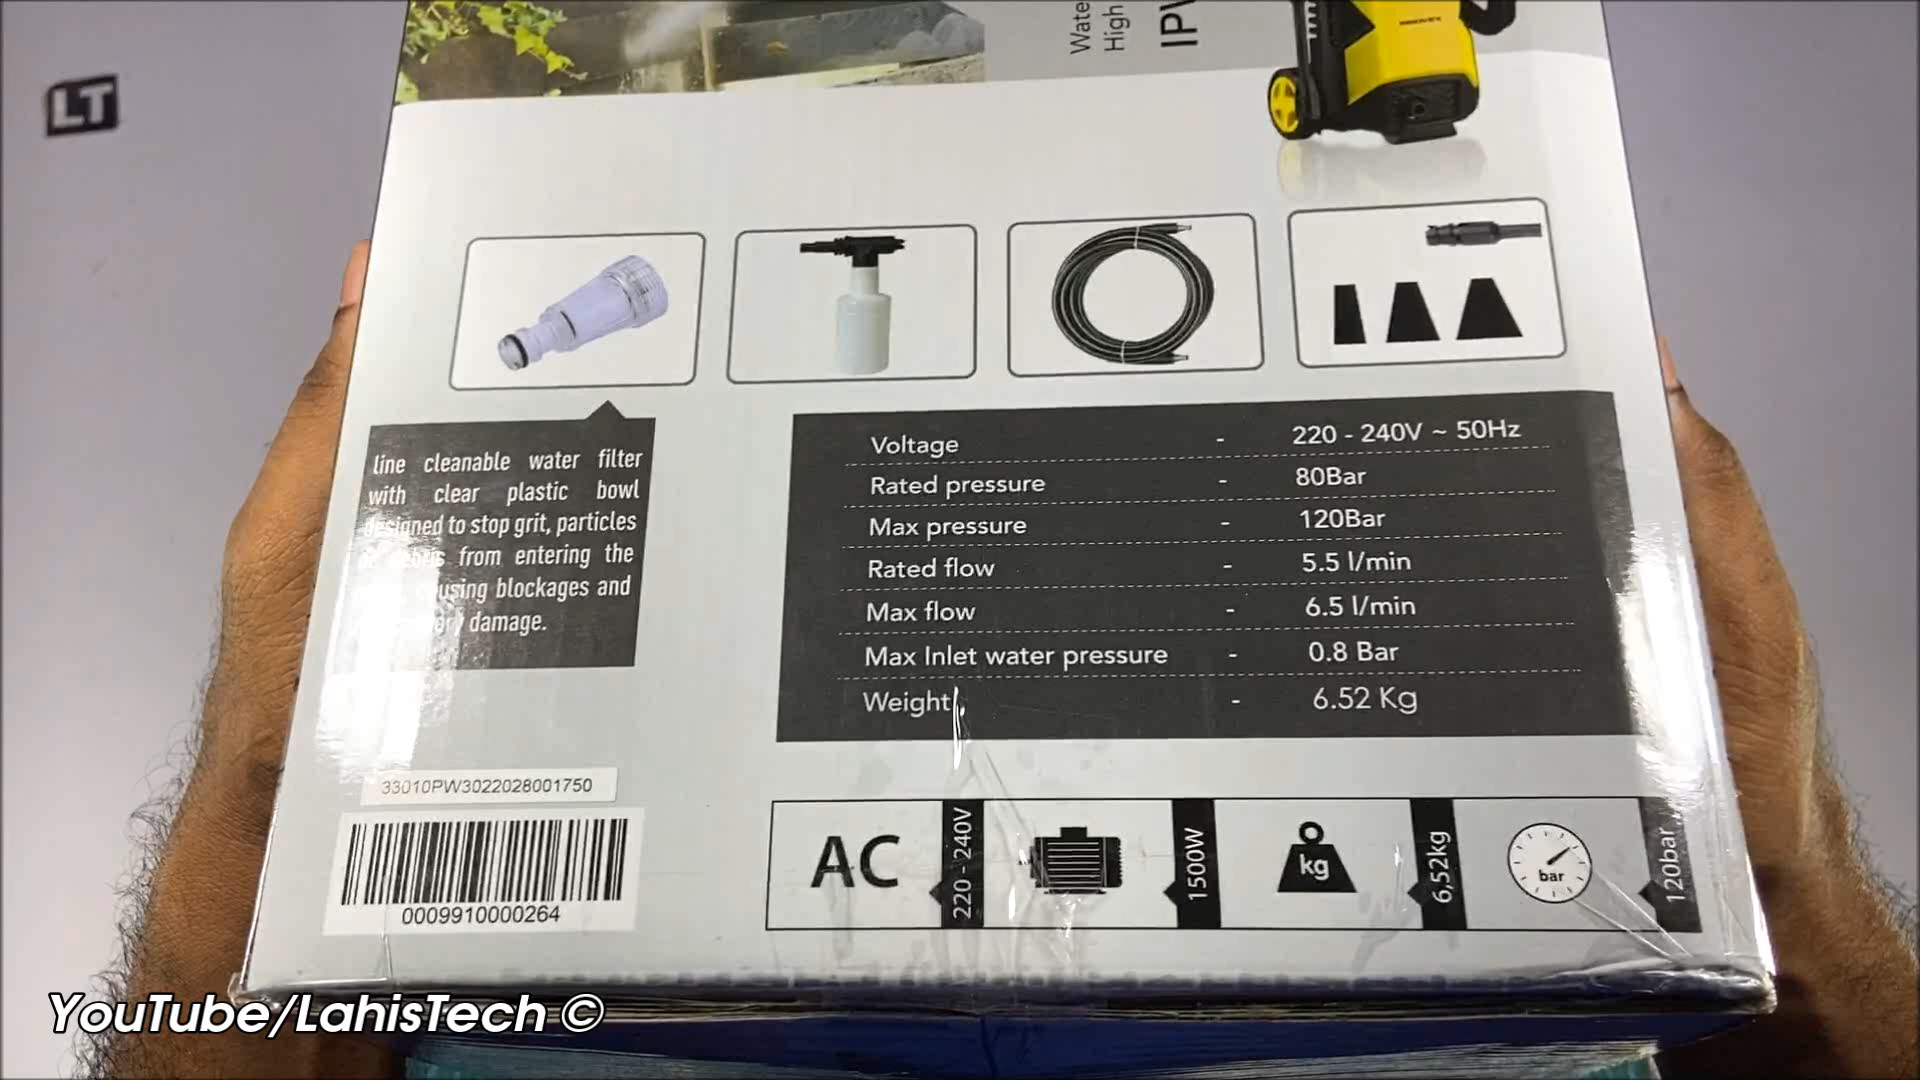 LT
Wate
High
IPW
line cleanable water filter
with clear plastic bowl
designed to stop grit, particles
from entering the
blockages and
damage.
Voltage - 220 - 240V ~ 50Hz
Rated pressure - 80Bar
Max pressure - 120Bar
Rated flow - 5.5 l/min
Max flow - 6.5 l/min
Max Inlet water pressure - 0.8 Bar
Weight - 6.52 Kg
33010PW3022028001750
0009910000264
AC
220 - 240V
1500W
kg
6,52kg
bar
120bar
YouTube/LahisTech ©